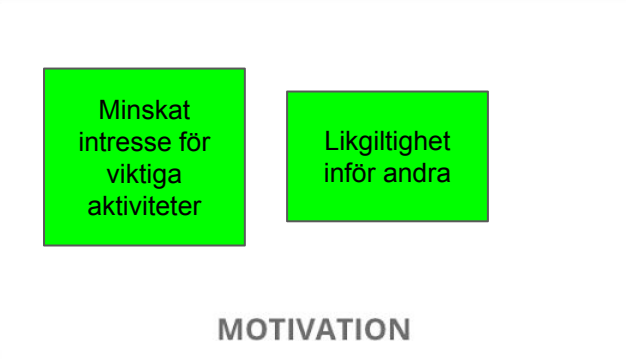 Minskat
intresse för
viktiga
aktiviteter
Likgiltighet
inför andra
MOTIVATION